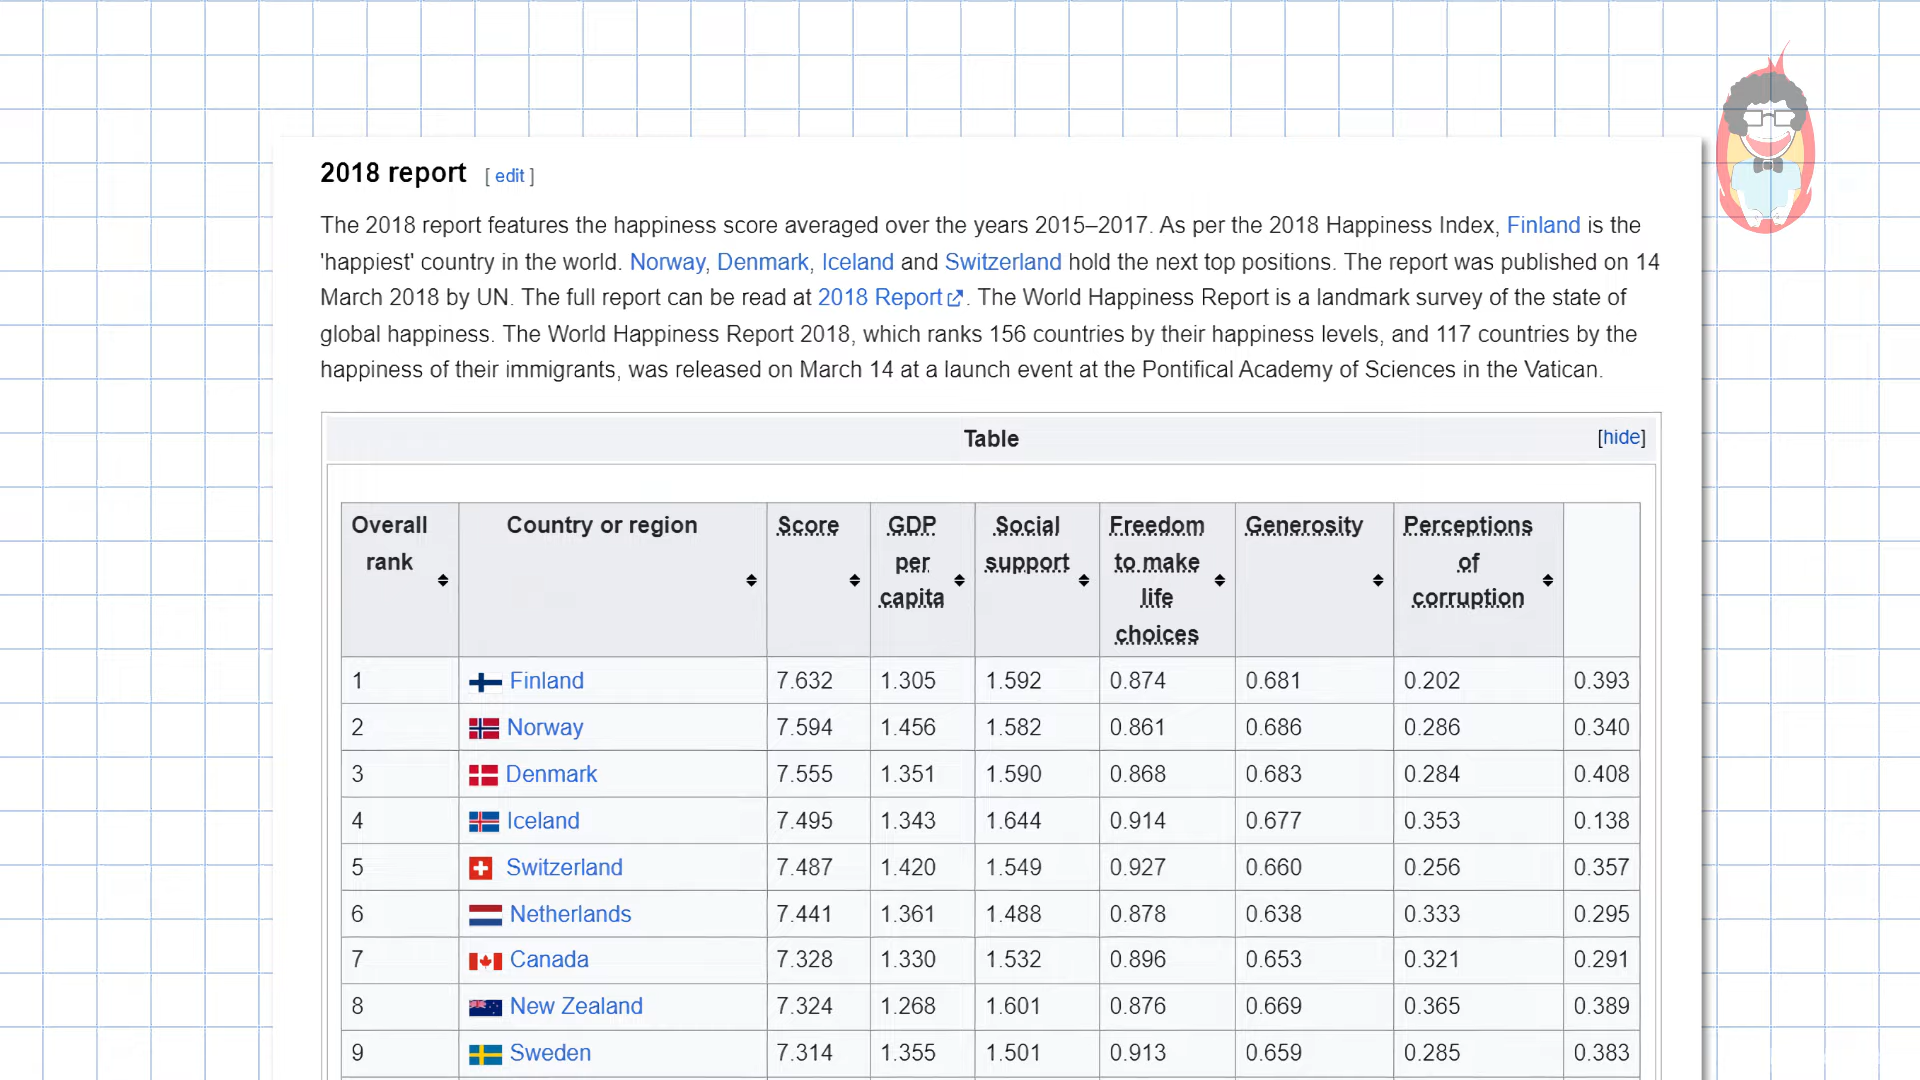 2018 report [ edit ]
The 2018 report features the happiness score averaged over the years 2015–2017. As per the 2018 Happiness Index, Finland is the
'happiest' country in the world. Norway, Denmark, Iceland and Switzerland hold the next top positions. The report was published on 14
March 2018 by UN. The full report can be read at 2018 Report. The World Happiness Report is a landmark survey of the state of
global happiness. The World Happiness Report 2018, which ranks 156 countries by their happiness levels, and 117 countries by the
happiness of their immigrants, was released on March 14 at a launch event at the Pontifical Academy of Sciences in the Vatican.
Table [hide]
Overall Country or region Score GDP Social Freedom Generosity Perceptions
rank per support to make of
capita life corruption
choices
1 Finland 7.632 1.305 1.592 0.874 0.681 0.202 0.393
2 Norway 7.594 1.456 1.582 0.861 0.686 0.286 0.340
3 Denmark 7.555 1.351 1.590 0.868 0.683 0.284 0.408
4 Iceland 7.495 1.343 1.644 0.914 0.677 0.353 0.138
5 Switzerland 7.487 1.420 1.549 0.927 0.660 0.256 0.357
6 Netherlands 7.441 1.361 1.488 0.878 0.638 0.333 0.295
7 Canada 7.328 1.330 1.532 0.896 0.653 0.321 0.291
8 New Zealand 7.324 1.268 1.601 0.876 0.669 0.365 0.389
9 Sweden 7.314 1.355 1.501 0.913 0.659 0.285 0.383